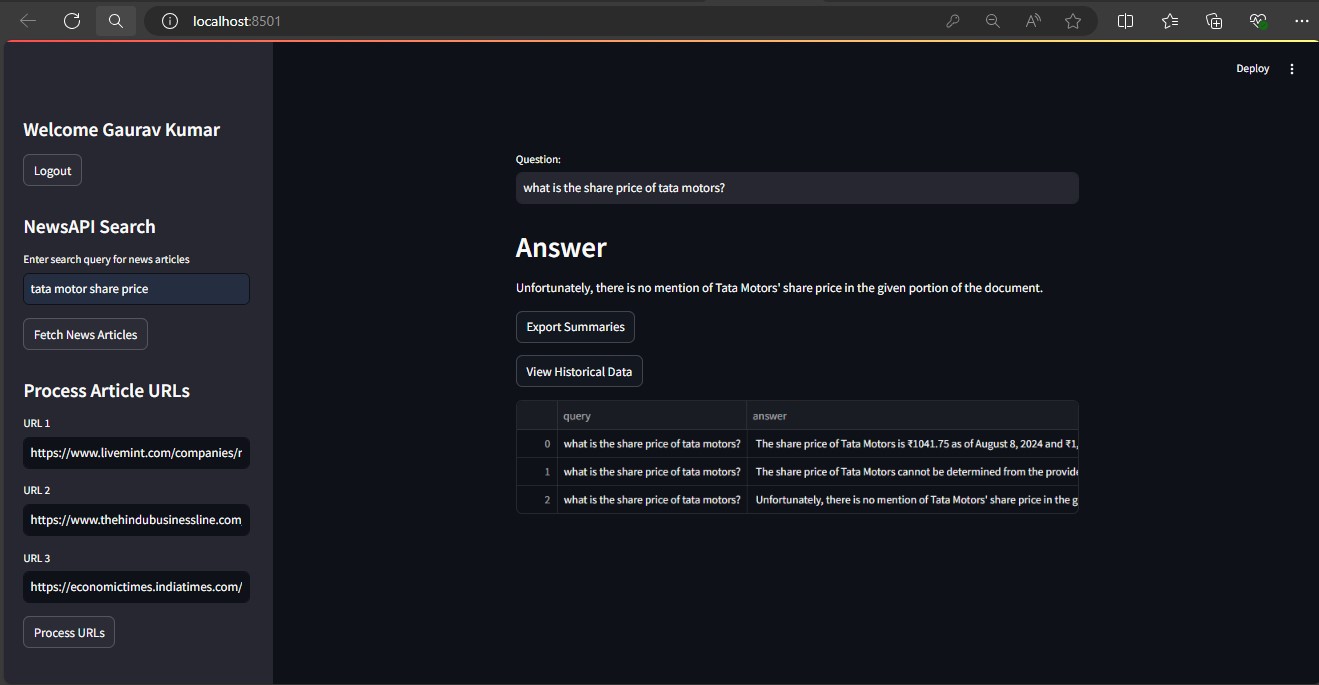 localhost:8501
Deploy
Welcome Gaurav Kumar
Logout
NewsAPI Search
Enter search query for news articles
tata motor share price
Fetch News Articles
Process Article URLs
URL 1
https://www.livemint.com/companies/r
URL 2
https://www.thehindubusinessline.com
URL 3
https://economictimes.indiatimes.com/
Process URLs
Question:
what is the share price of tata motors?
Answer
Unfortunately, there is no mention of Tata Motors' share price in the given portion of the document.
Export Summaries
View Historical Data
query answer
0 what is the share price of tata motors? The share price of Tata Motors is ₹1041.75 as of August 8, 2024 and ₹1,
1 what is the share price of tata motors? The share price of Tata Motors cannot be determined from the provide
2 what is the share price of tata motors? Unfortunately, there is no mention of Tata Motors' share price in the g